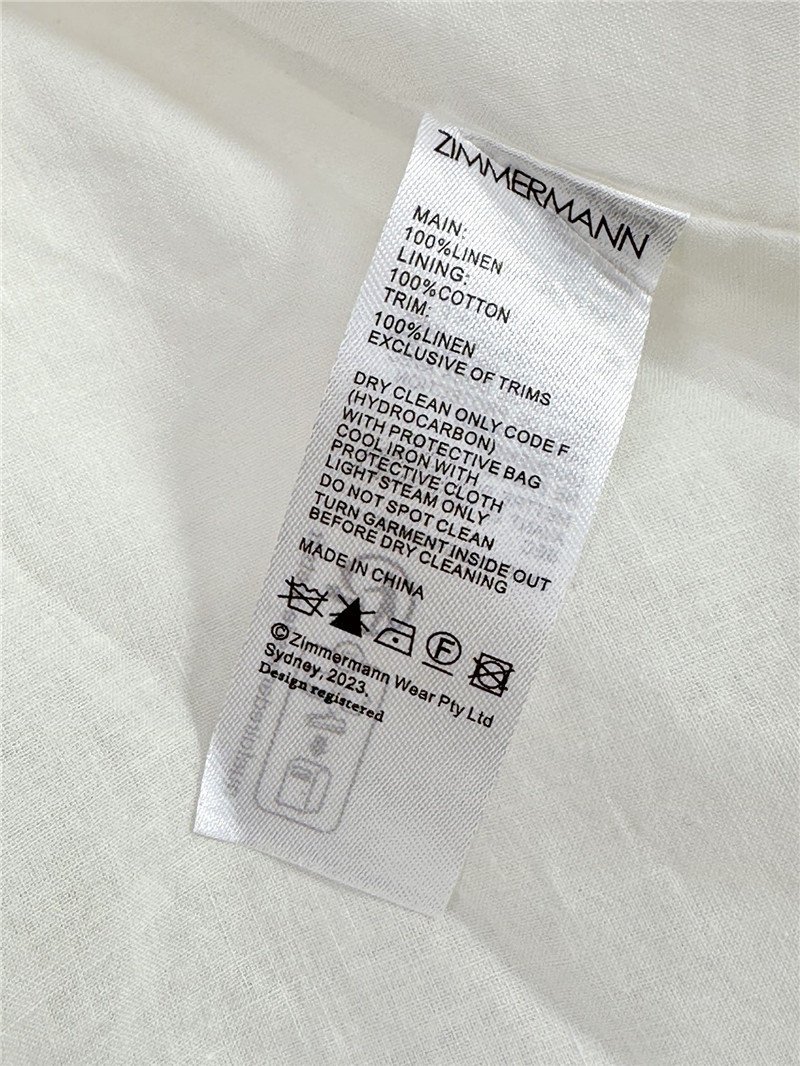 ZIMMERMANN
MAIN:
100%LINEN
LINING:
100%COTTON
TRIM:
100%LINEN
EXCLUSIVE OF TRIMS
DRY CLEAN ONLY CODE F
(HYDROCARBON)
WITH PROTECTIVE BAG
COOL IRON WITH
PROTECTIVE CLOTH
LIGHT STEAM ONLY
DO NOT SPOT CLEAN
TURN GARMENT INSIDE OUT
BEFORE DRY CLEANING
MADE IN CHINA
F
©Zimmermann Wear Pty Ltd
Sydney, 2023.
Design registered